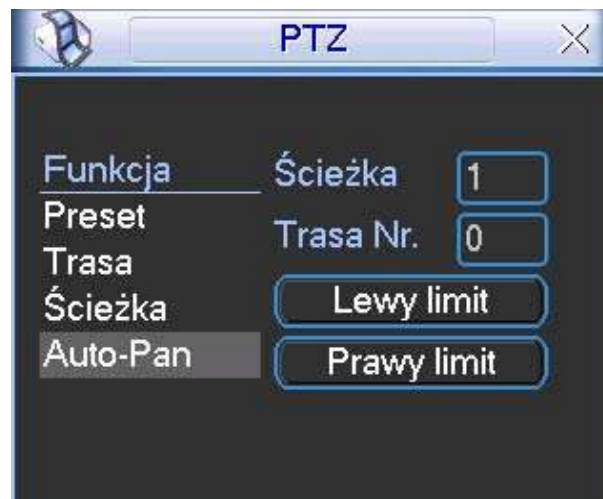 PTZ
Funkcja
Preset
Trasa
Ścieżka
Auto-Pan
Ścieżka 1
Trasa Nr. 0
Lewy limit
Prawy limit